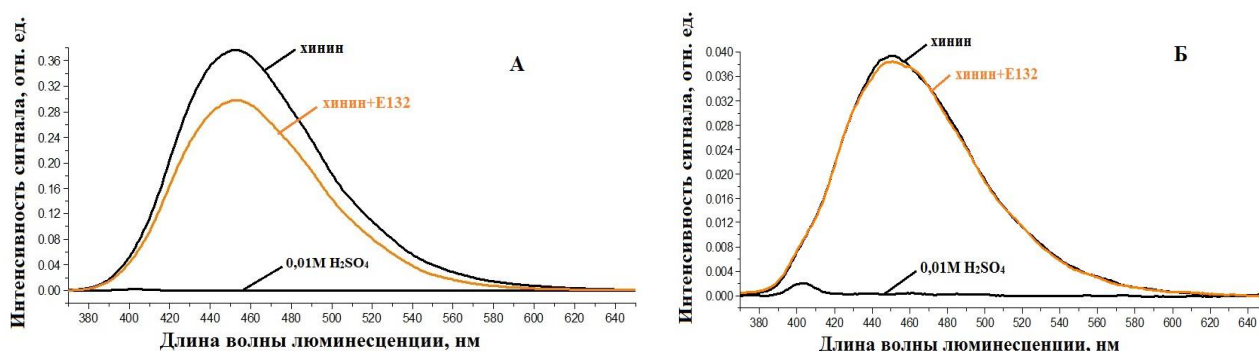 Интенсивность сигнала, отн. ед.
0.36
0.32
0.28
0.24
0.20
0.16
0.12
0.08
0.04
0.00
хинин
А
хинин+E132
0,01М H₂SO₄
380 400 420 440 460 480 500 520 540 560 580 600 620 640
Длина волны люминесценции, нм
Интенсивность сигнала, отн. ед.
0.040
0.036
0.032
0.028
0.024
0.020
0.016
0.012
0.008
0.004
0.000
хинин
Б
хинин+E132
0,01М H₂SO₄
380 400 420 440 460 480 500 520 540 560 580 600 620 640
Длина волны люминесценции, нм